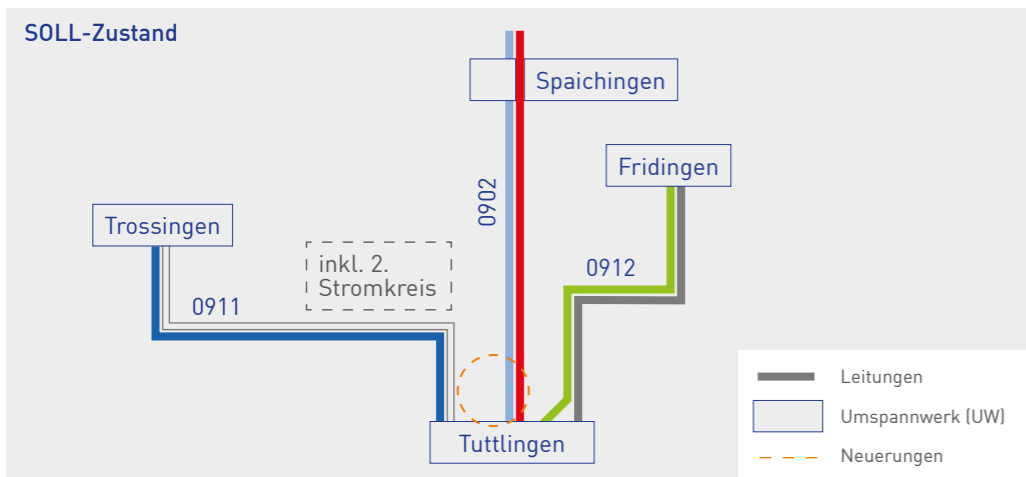 SOLL-Zustand
Spaichingen
Fridingen
0902
Trossingen
inkl. 2.
Stromkreis
0912
0911
Tuttlingen
Leitungen
Umspannwerk (UW)
Neuerungen